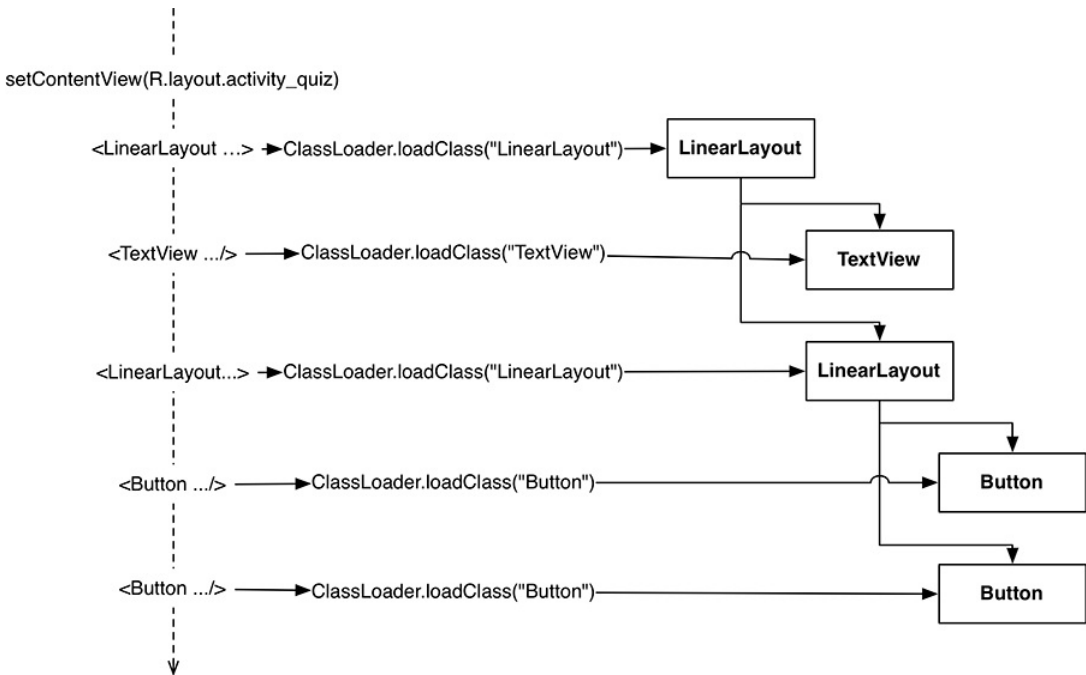 setContentView(R.layout.activity_quiz)
<LinearLayout ...> ClassLoader.loadClass("LinearLayout") LinearLayout
<TextView .../> ClassLoader.loadClass("TextView") TextView
<LinearLayout...> ClassLoader.loadClass("LinearLayout") LinearLayout
<Button .../> ClassLoader.loadClass("Button") Button
<Button .../> ClassLoader.loadClass("Button") Button